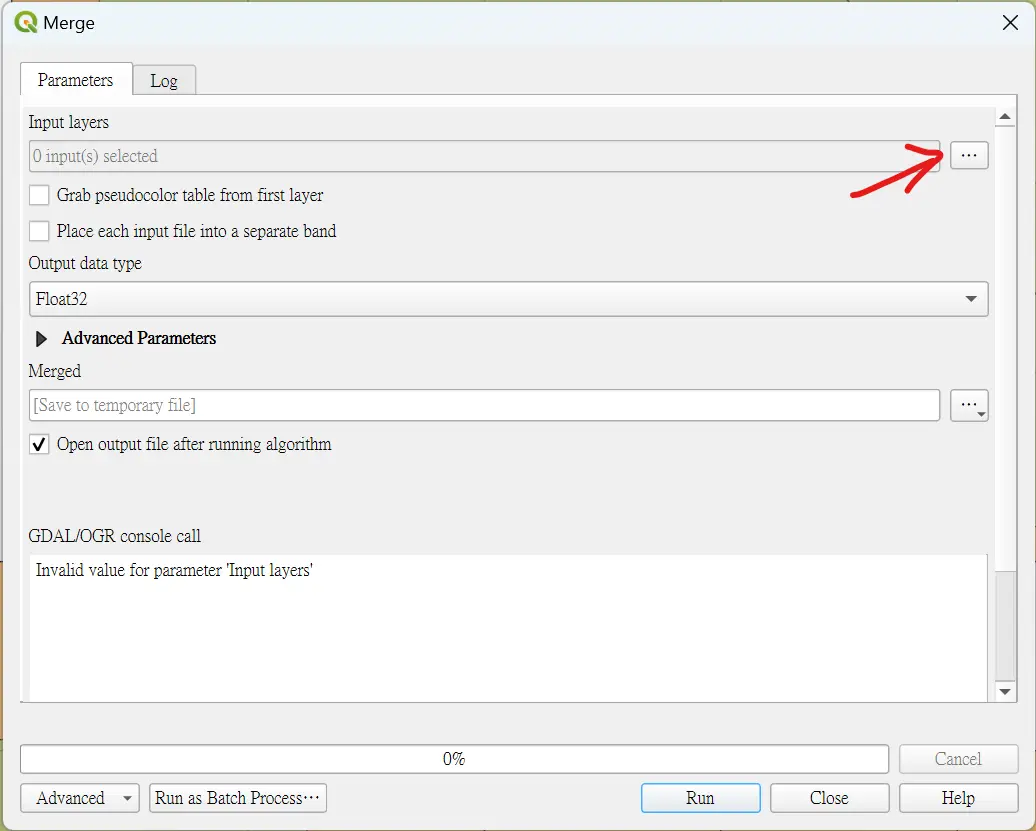 Merge
Parameters
Log
Input layers
0 input(s) selected
...
Grab pseudocolor table from first layer
Place each input file into a separate band
Output data type
Float32
Advanced Parameters
Merged
[Save to temporary file]
...
Open output file after running algorithm
GDAL/OGR console call
Invalid value for parameter 'Input layers'
0%
Cancel
Advanced
Run as Batch Process…
Run
Close
Help